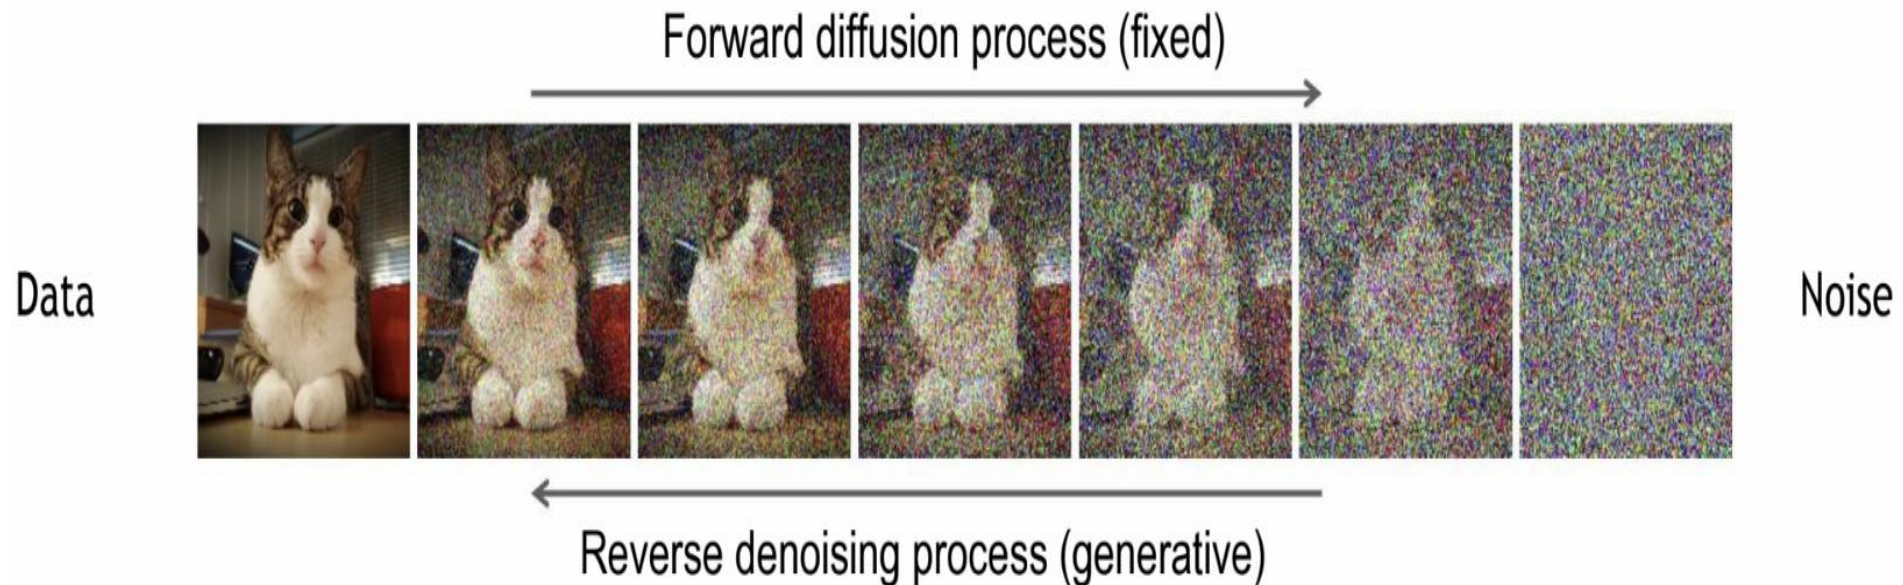 Forward diffusion process (fixed)
Data
Noise
Reverse denoising process (generative)